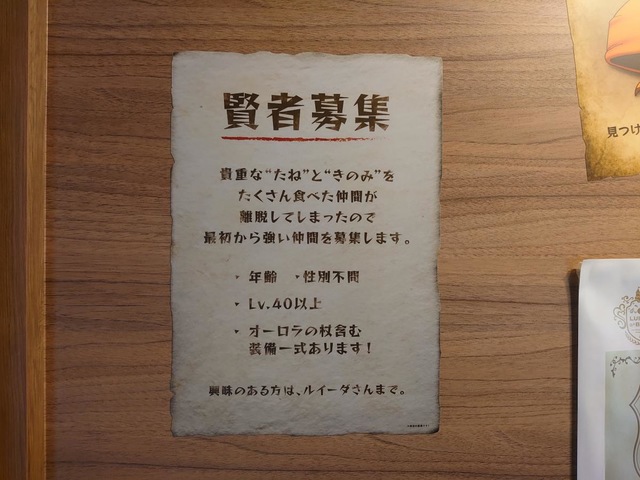 賢者募集
貴重な“たね”と“きのみ”を
たくさん食べた仲間が
離脱してしまったので
最初から強い仲間を募集します。
・年齢 ・性別不問
・Lv.40以上
・オーロラの杖含む
装備一式あります！
興味のある方は、ルイーダさんまで。
見つけ